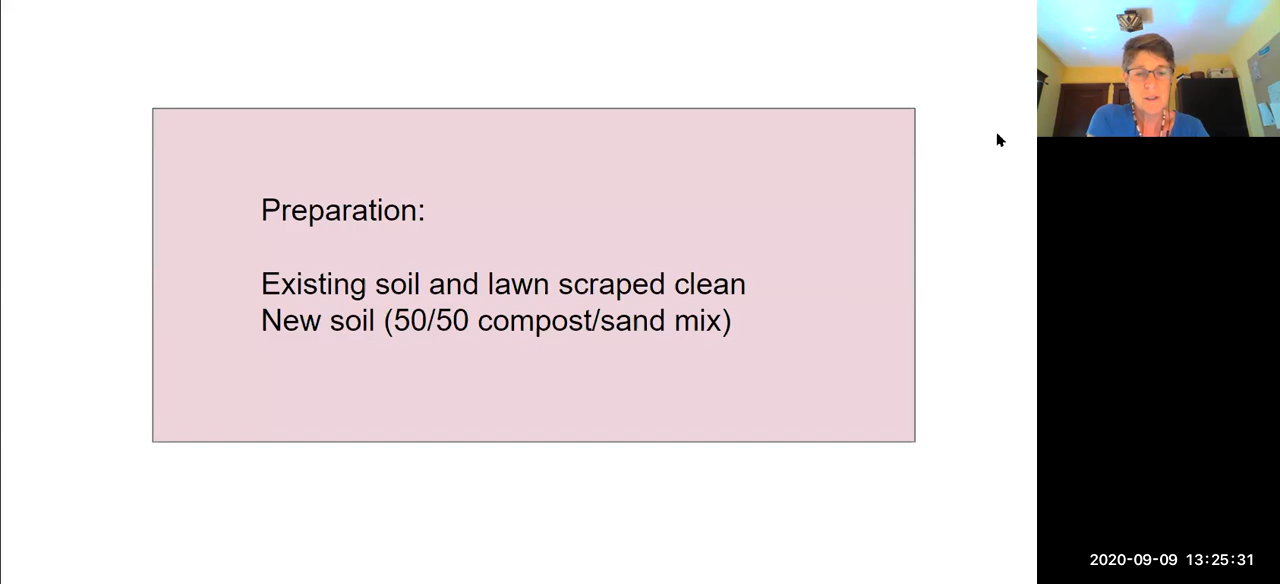 Preparation:
Existing soil and lawn scraped clean
New soil (50/50 compost/sand mix)
2020-09-09 13:25:31